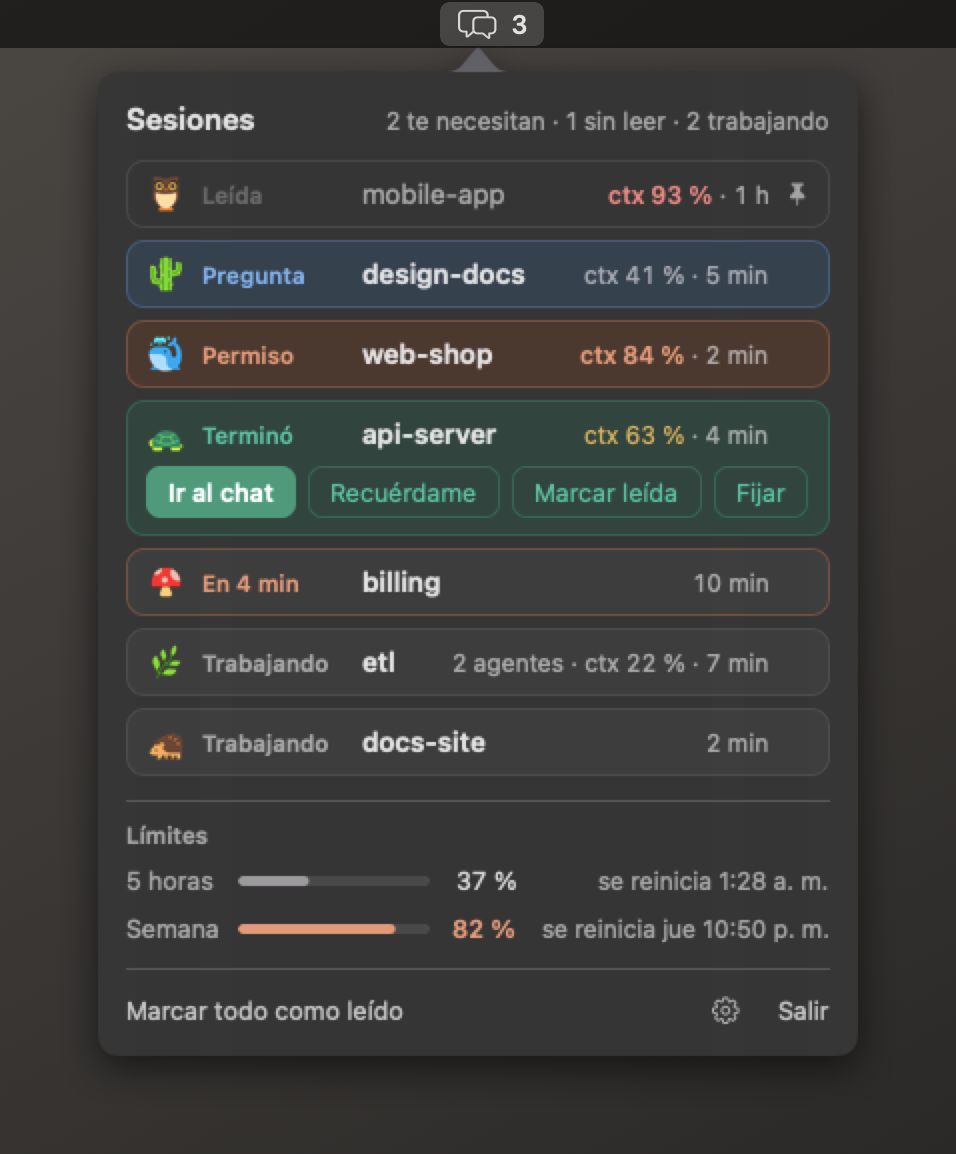 3
Sesiones 2 te necesitan · 1 sin leer · 2 trabajando
Leída mobile-app ctx 93 % · 1 h
Pregunta design-docs ctx 41 % · 5 min
Permiso web-shop ctx 84 % · 2 min
Terminó api-server ctx 63 % · 4 min
Ir al chat Recuérdame Marcar leída Fijar
En 4 min billing 10 min
Trabajando etl 2 agentes · ctx 22 % · 7 min
Trabajando docs-site 2 min
Límites
5 horas 37 % se reinicia 1:28 a. m.
Semana 82 % se reinicia jue 10:50 p. m.
Marcar todo como leído Salir